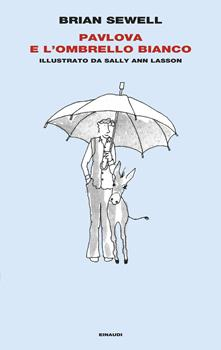 BRIAN SEWELL
PAVLOVA
E L'OMBRELLO BIANCO
ILLUSTRATO DA SALLY ANN LASSON
EINAUDI